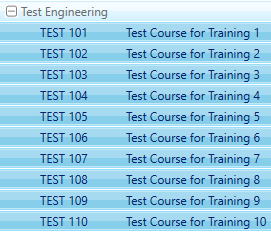 Test Engineering
TEST 101 Test Course for Training 1
TEST 102 Test Course for Training 2
TEST 103 Test Course for Training 3
TEST 104 Test Course for Training 4
TEST 105 Test Course for Training 5
TEST 106 Test Course for Training 6
TEST 107 Test Course for Training 7
TEST 108 Test Course for Training 8
TEST 109 Test Course for Training 9
TEST 110 Test Course for Training 10